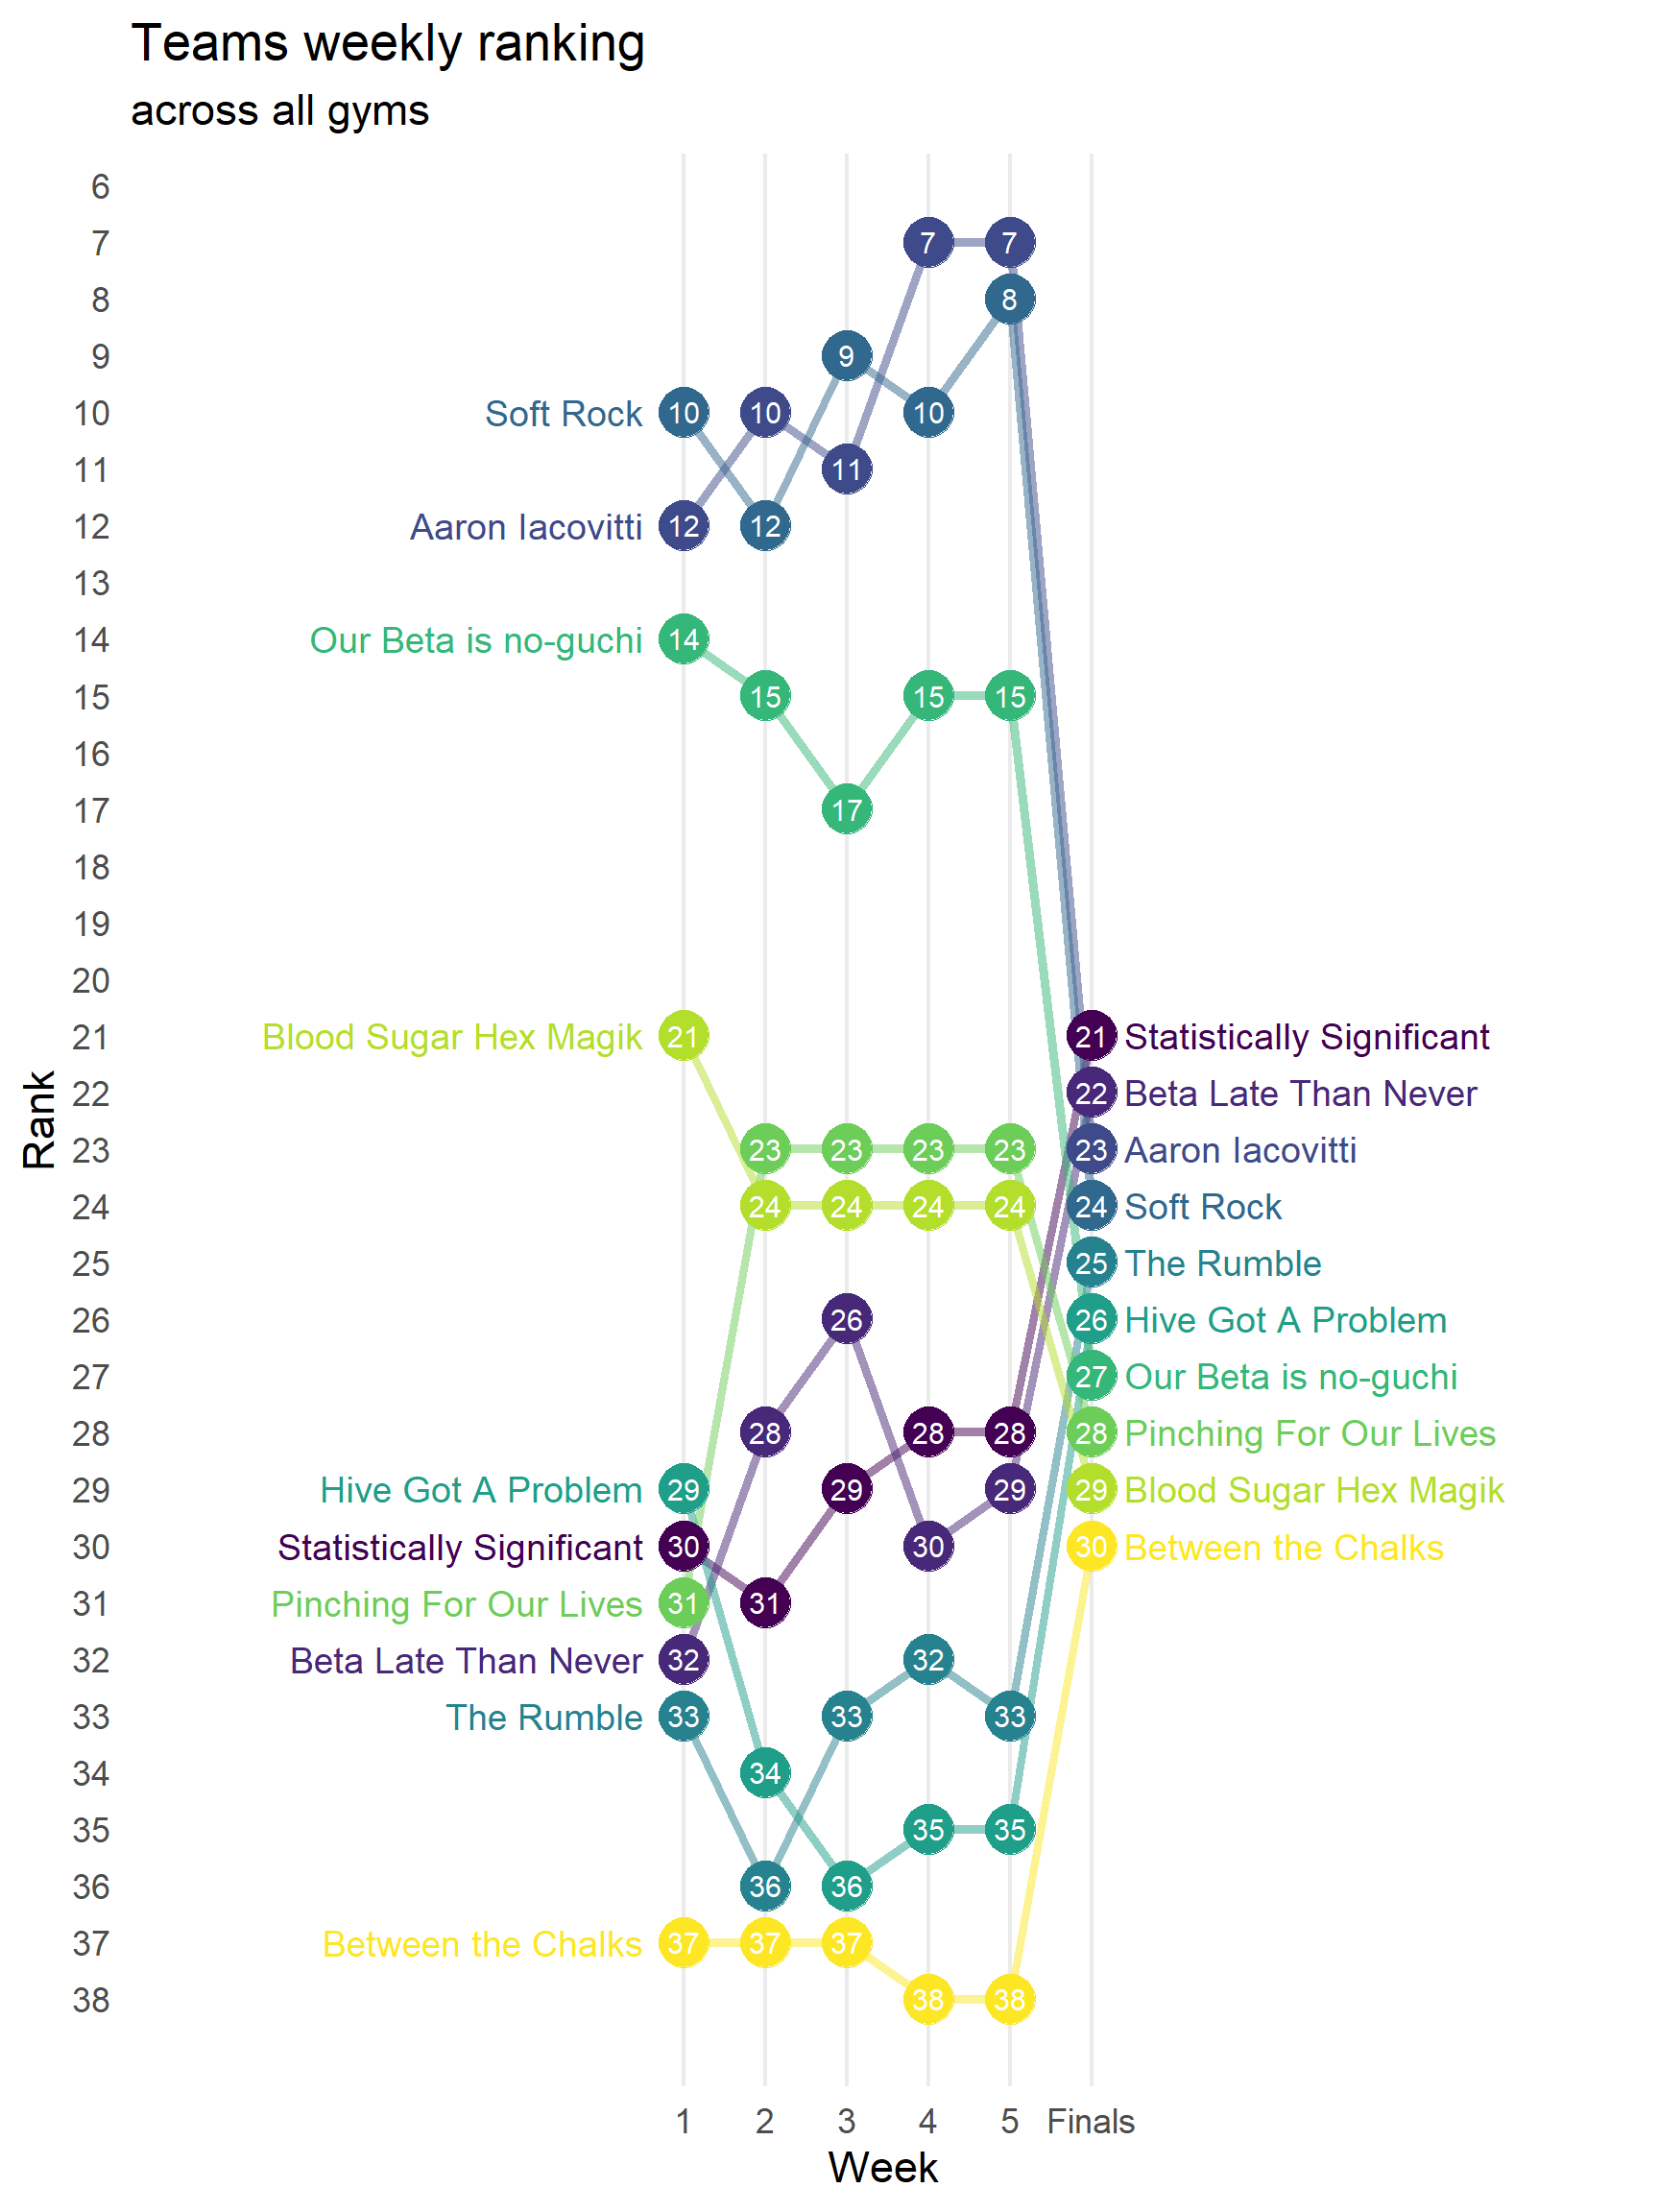 Teams weekly ranking
across all gyms
6
7 7 7
8 8
9 9
10 Soft Rock 10 10 10
11 11
12 Aaron Iacovitti 12 12
13
14 Our Beta is no-guchi 14
15 15 15 15
16
17 17
18
19
20
21 Blood Sugar Hex Magik 21 21 Statistically Significant
22 22 Beta Late Than Never
23 23 23 23 23 23 Aaron Iacovitti
24 24 24 24 24 24 Soft Rock
25 25 The Rumble
26 26 26 Hive Got A Problem
27 27 Our Beta is no-guchi
28 28 28 28 28 Pinching For Our Lives
29 Hive Got A Problem 29 29 29 29 Blood Sugar Hex Magik
30 Statistically Significant 30 30 30 Between the Chalks
31 Pinching For Our Lives 31 31
32 Beta Late Than Never 32 32
33 The Rumble 33 33 33
34 34
35 35 35
36 36 36
37 Between the Chalks 37 37 37
38 38 38
Rank
1 2 3 4 5 Finals
Week